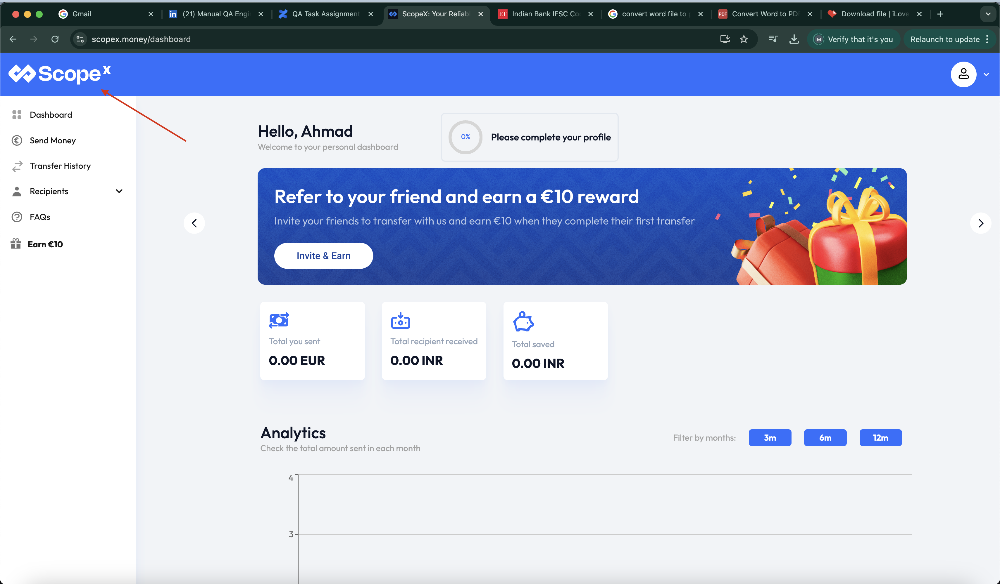 Gmail
(21) Manual QA Engi
QA Task Assignment
ScopeX: Your Reliabl
ET
Indian Bank IFSC Co
convert word file to p
PDF
Convert Word to PD
Download file | iLove
scopex.money/dashboard
M
Verify that it's you
Relaunch to update
Scopex
Dashboard
Send Money
Transfer History
Recipients
FAQs
Earn €10
Hello, Ahmad
Welcome to your personal dashboard
0%
Please complete your profile
Refer to your friend and earn a €10 reward
Invite your friends to transfer with us and earn €10 when they complete their first transfer
Invite & Earn
Total you sent
0.00 EUR
Total recipient received
0.00 INR
Total saved
0.00 INR
Analytics
Check the total amount sent in each month
Filter by months:
3m
6m
12m
4
3